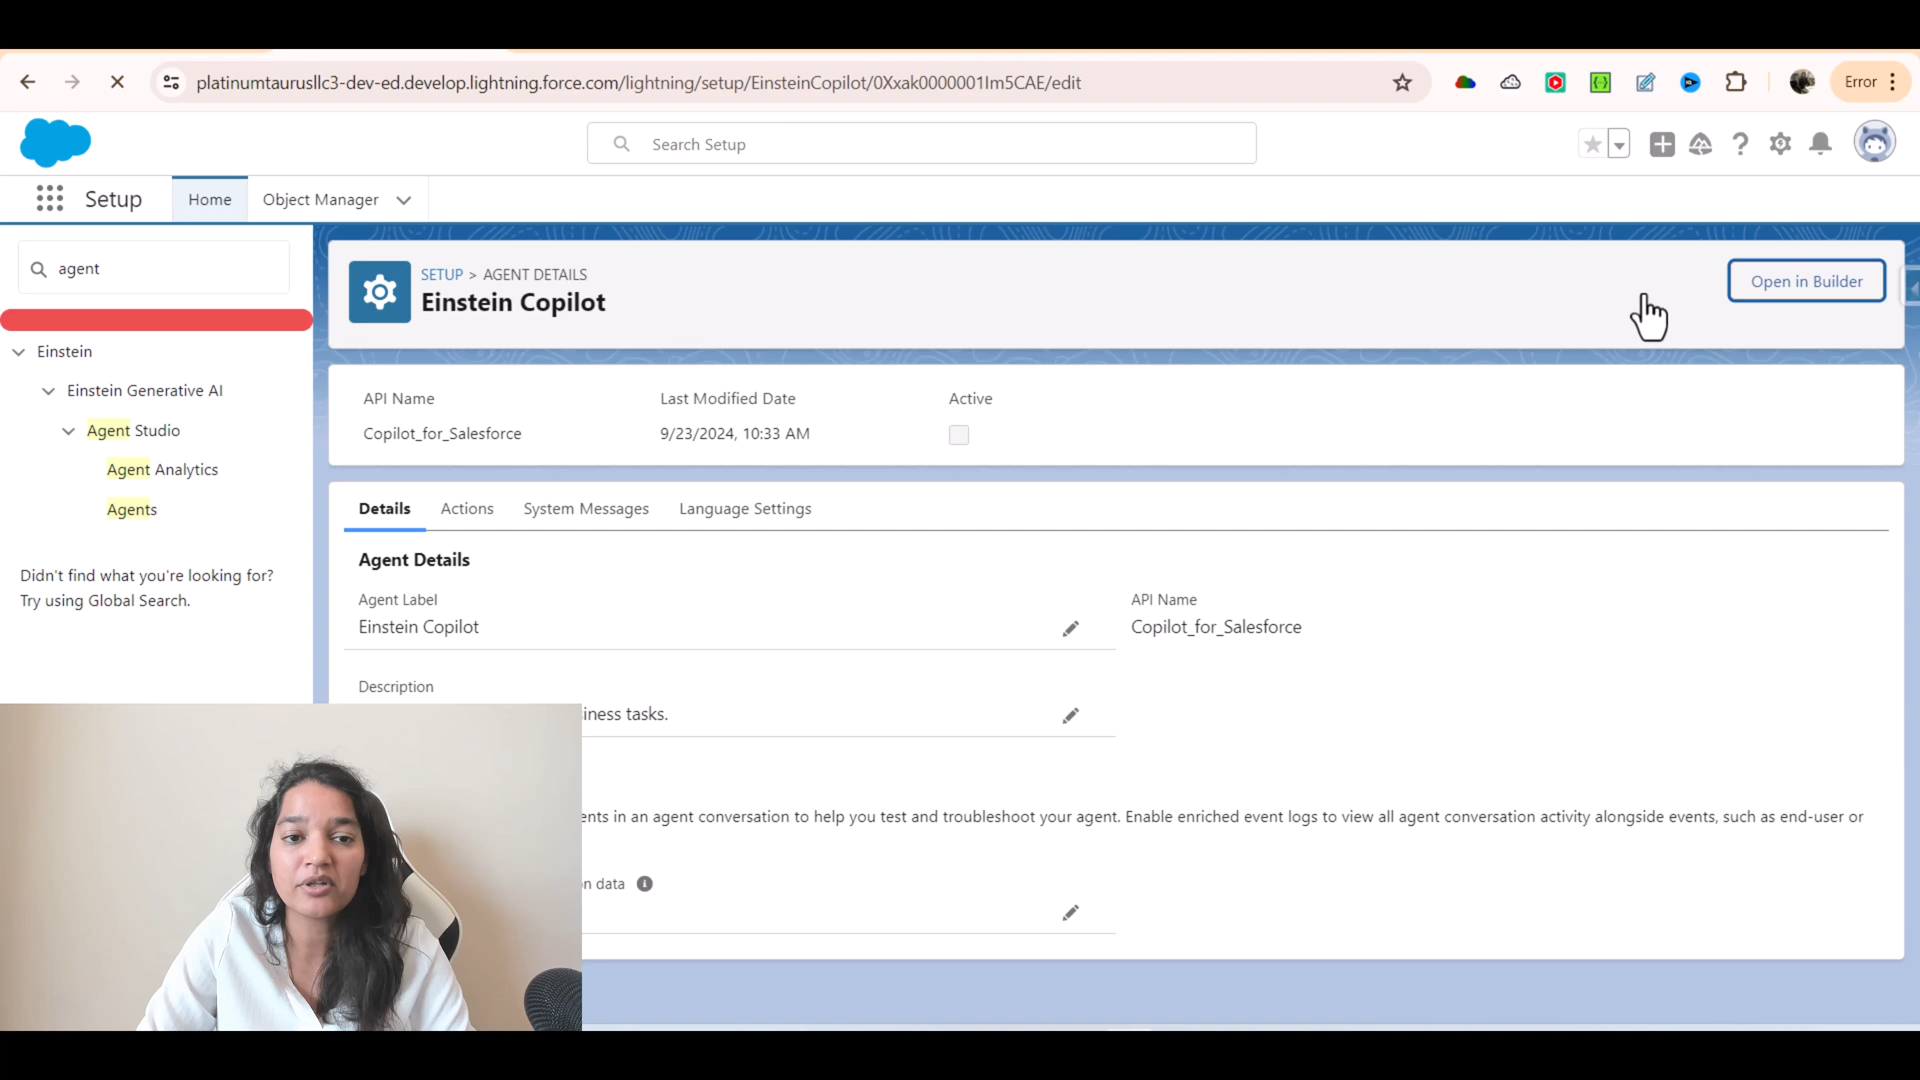 platinumtaurusllc3-dev-ed.develop.lightning.force.com/lightning/setup/EinsteinCopilot/0Xxak0000001Im5CAE/edit
Error
Search Setup
Setup
Home
Object Manager
agent
SETUP > AGENT DETAILS
Einstein Copilot
Open in Builder
Einstein
Einstein Generative AI
Agent Studio
Agent Analytics
Agents
Didn't find what you're looking for?
Try using Global Search.
API Name
Last Modified Date
Active
Copilot_for_Salesforce
9/23/2024, 10:33 AM
Details
Actions
System Messages
Language Settings
Agent Details
Agent Label
API Name
Einstein Copilot
Copilot_for_Salesforce
Description
iness tasks.
ents in an agent conversation to help you test and troubleshoot your agent. Enable enriched event logs to view all agent conversation activity alongside events, such as end-user or
n data